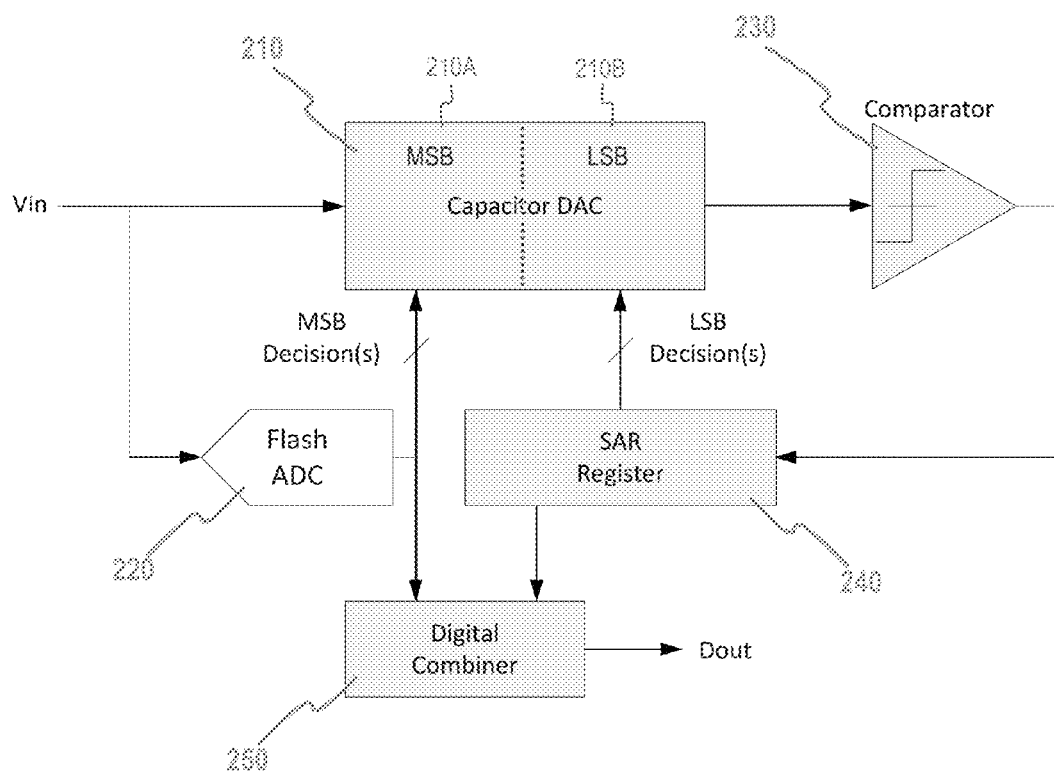 210
210A
210B
230
Comparator
MSB
LSB
Vin
Capacitor DAC
MSB
Decision(s)
LSB
Decision(s)
Flash
ADC
SAR
Register
220
240
Digital
Combiner
Dout
250